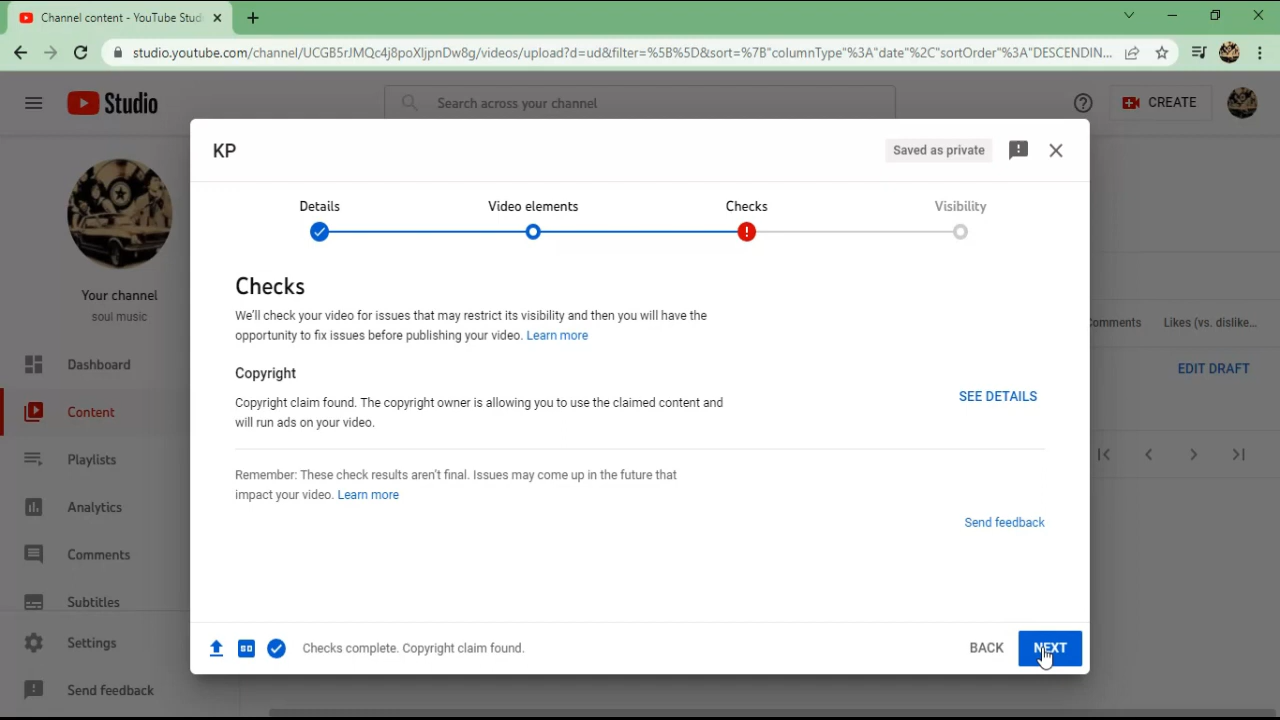 Channel content - YouTube Studi
studio.youtube.com/channel/UCGB5rJMQc4j8poXljpnDw8g/videos/upload?d=ud&filter=%5B%5D&sort=%7B"columnType"%3A"date"%2C"sortOrder"%3A"DESCENDIN...
Studio
Search across your channel
CREATE
KP
Saved as private
Details
Video elements
Checks
Visibility
Checks
We'll check your video for issues that may restrict its visibility and then you will have the
opportunity to fix issues before publishing your video. Learn more
Copyright
Copyright claim found. The copyright owner is allowing you to use the claimed content and
will run ads on your video.
SEE DETAILS
Remember: These check results aren't final. Issues may come up in the future that
impact your video. Learn more
Send feedback
SD
Checks complete. Copyright claim found.
BACK
NEXT
Your channel
soul music
Dashboard
Content
Playlists
Analytics
Comments
Subtitles
Settings
Send feedback
Comments
Likes (vs. dislike...
EDIT DRAFT